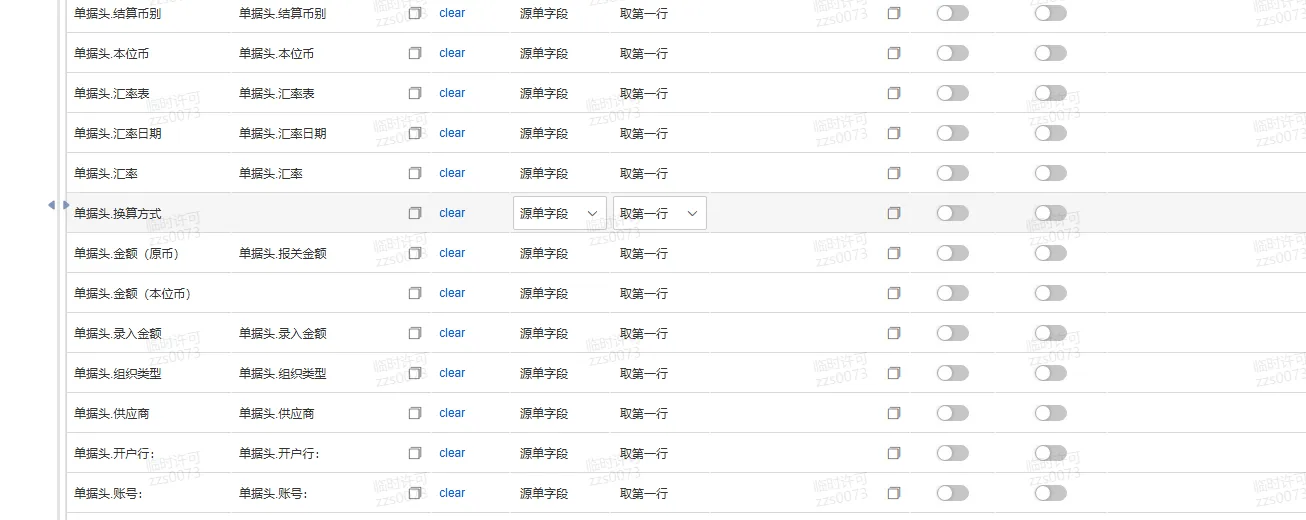 单据头.结算币别 单据头.结算币别 clear 源单字段 取第一行
单据头.本位币 单据头.本位币 clear 源单字段 取第一行
单据头.汇率表 单据头.汇率表 clear 源单字段 取第一行
单据头.汇率日期 单据头.汇率日期 clear 源单字段 取第一行
单据头.汇率 单据头.汇率 clear 源单字段 取第一行
单据头.换算方式 clear 源单字段 取第一行
单据头.金额（原币） 单据头.报关金额 clear 源单字段 取第一行
单据头.金额（本位币） clear 源单字段 取第一行
单据头.录入金额 单据头.录入金额 clear 源单字段 取第一行
单据头.组织类型 单据头.组织类型 clear 源单字段 取第一行
单据头.供应商 单据头.供应商 clear 源单字段 取第一行
单据头.开户行： 单据头.开户行： clear 源单字段 取第一行
单据头.账号： 单据头.账号： clear 源单字段 取第一行
临时许可
zzs0073